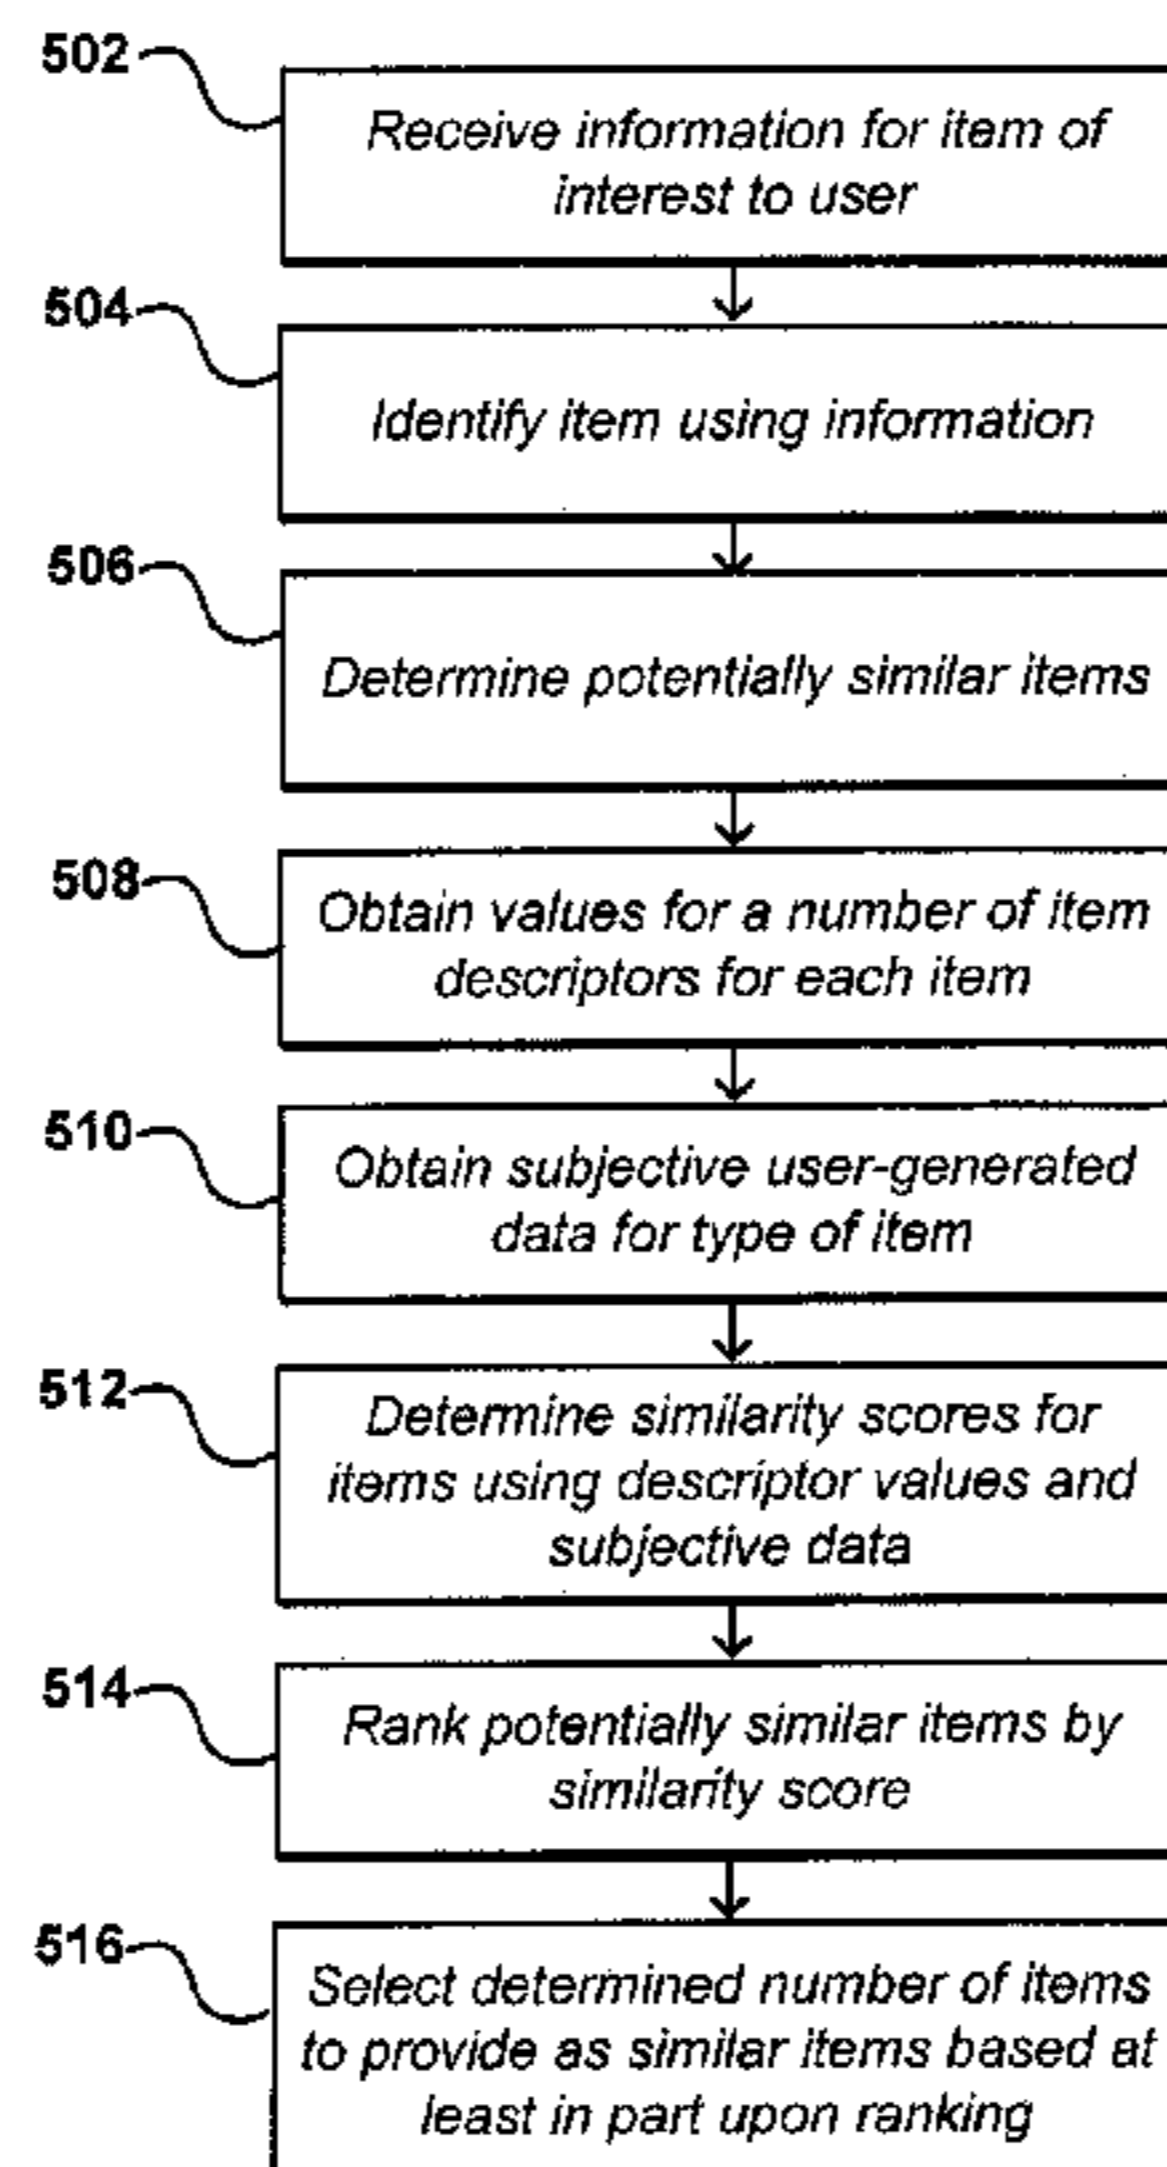 502
Receive information for item of
interest to user
504
Identify item using information
506
Determine potentially similar items
508
Obtain values for a number of item
descriptors for each item
510
Obtain subjective user-generated
data for type of item
512
Determine similarity scores for
items using descriptor values and
subjective data
514
Rank potentially similar items by
similarity score
516
Select determined number of items
to provide as similar items based at
least in part upon ranking